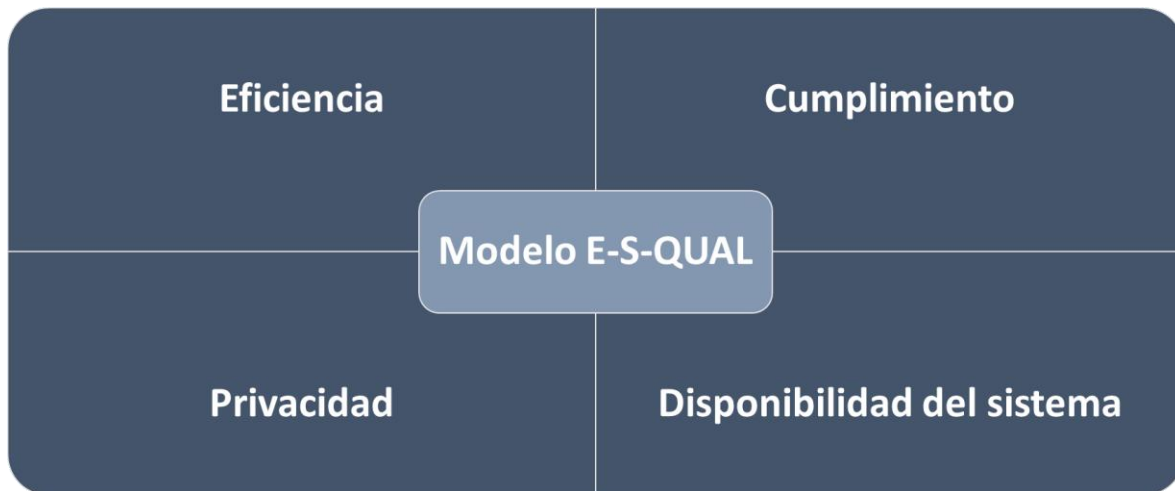 Eficiencia
Cumplimiento
Modelo E-S-QUAL
Privacidad
Disponibilidad del sistema